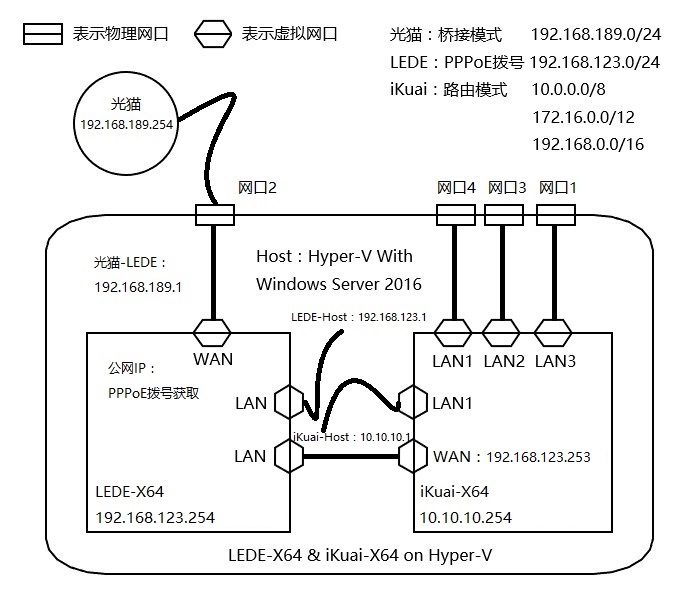 表示物理网口
表示虚拟网口
光猫：桥接模式 192.168.189.0/24
LEDE：PPPoE拨号 192.168.123.0/24
iKuai：路由模式 10.0.0.0/8
172.16.0.0/12
192.168.0.0/16
光猫
192.168.189.254
网口2
网口4
网口3
网口1
光猫-LEDE：
192.168.189.1
Host：Hyper-V With
Windows Server 2016
LEDE-Host：192.168.123.1
WAN
LAN1
LAN2
LAN3
公网IP：
PPPoE拨号获取
LAN
LAN1
iKuai-Host：10.10.10.1
LAN
WAN：192.168.123.253
LEDE-X64
192.168.123.254
iKuai-X64
10.10.10.254
LEDE-X64 & iKuai-X64 on Hyper-V